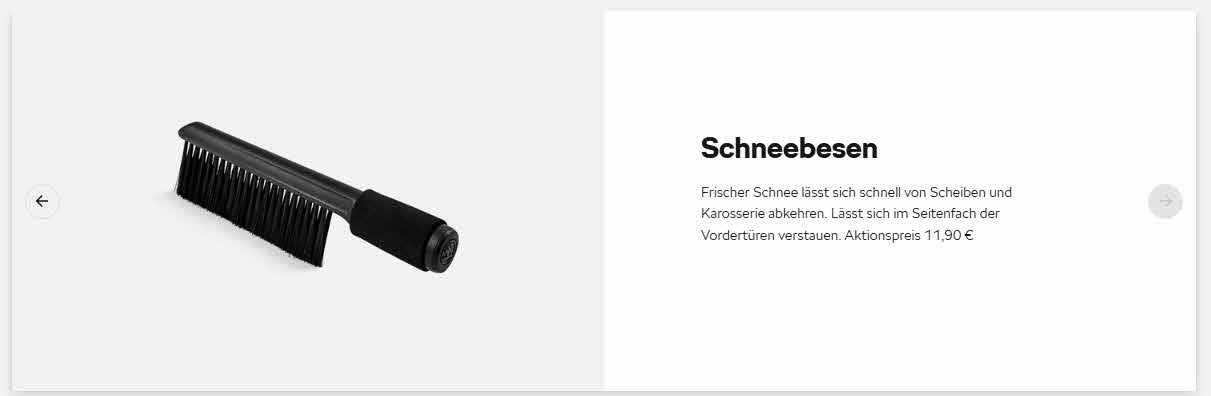 Schneebesen
Frischer Schnee lässt sich schnell von Scheiben und
Karosserie abkehren. Lässt sich im Seitenfach der
Vordertüren verstauen. Aktionspreis 11,90 €